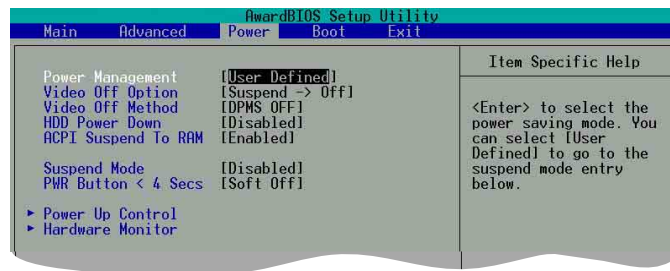 AwardBIOS Setup Utility
Main Advanced Power Boot Exit
Power Management [User Defined]
Video Off Option [Suspend -> Off]
Video Off Method [DPMS OFF]
HDD Power Down [Disabled]
ACPI Suspend To RAM [Enabled]
Suspend Mode [Disabled]
PWR Button < 4 Secs [Soft Off]
Power Up Control
Hardware Monitor
Item Specific Help
<Enter> to select the
power saving mode. You
can select [User
Defined] to go to the
suspend mode entry
below.